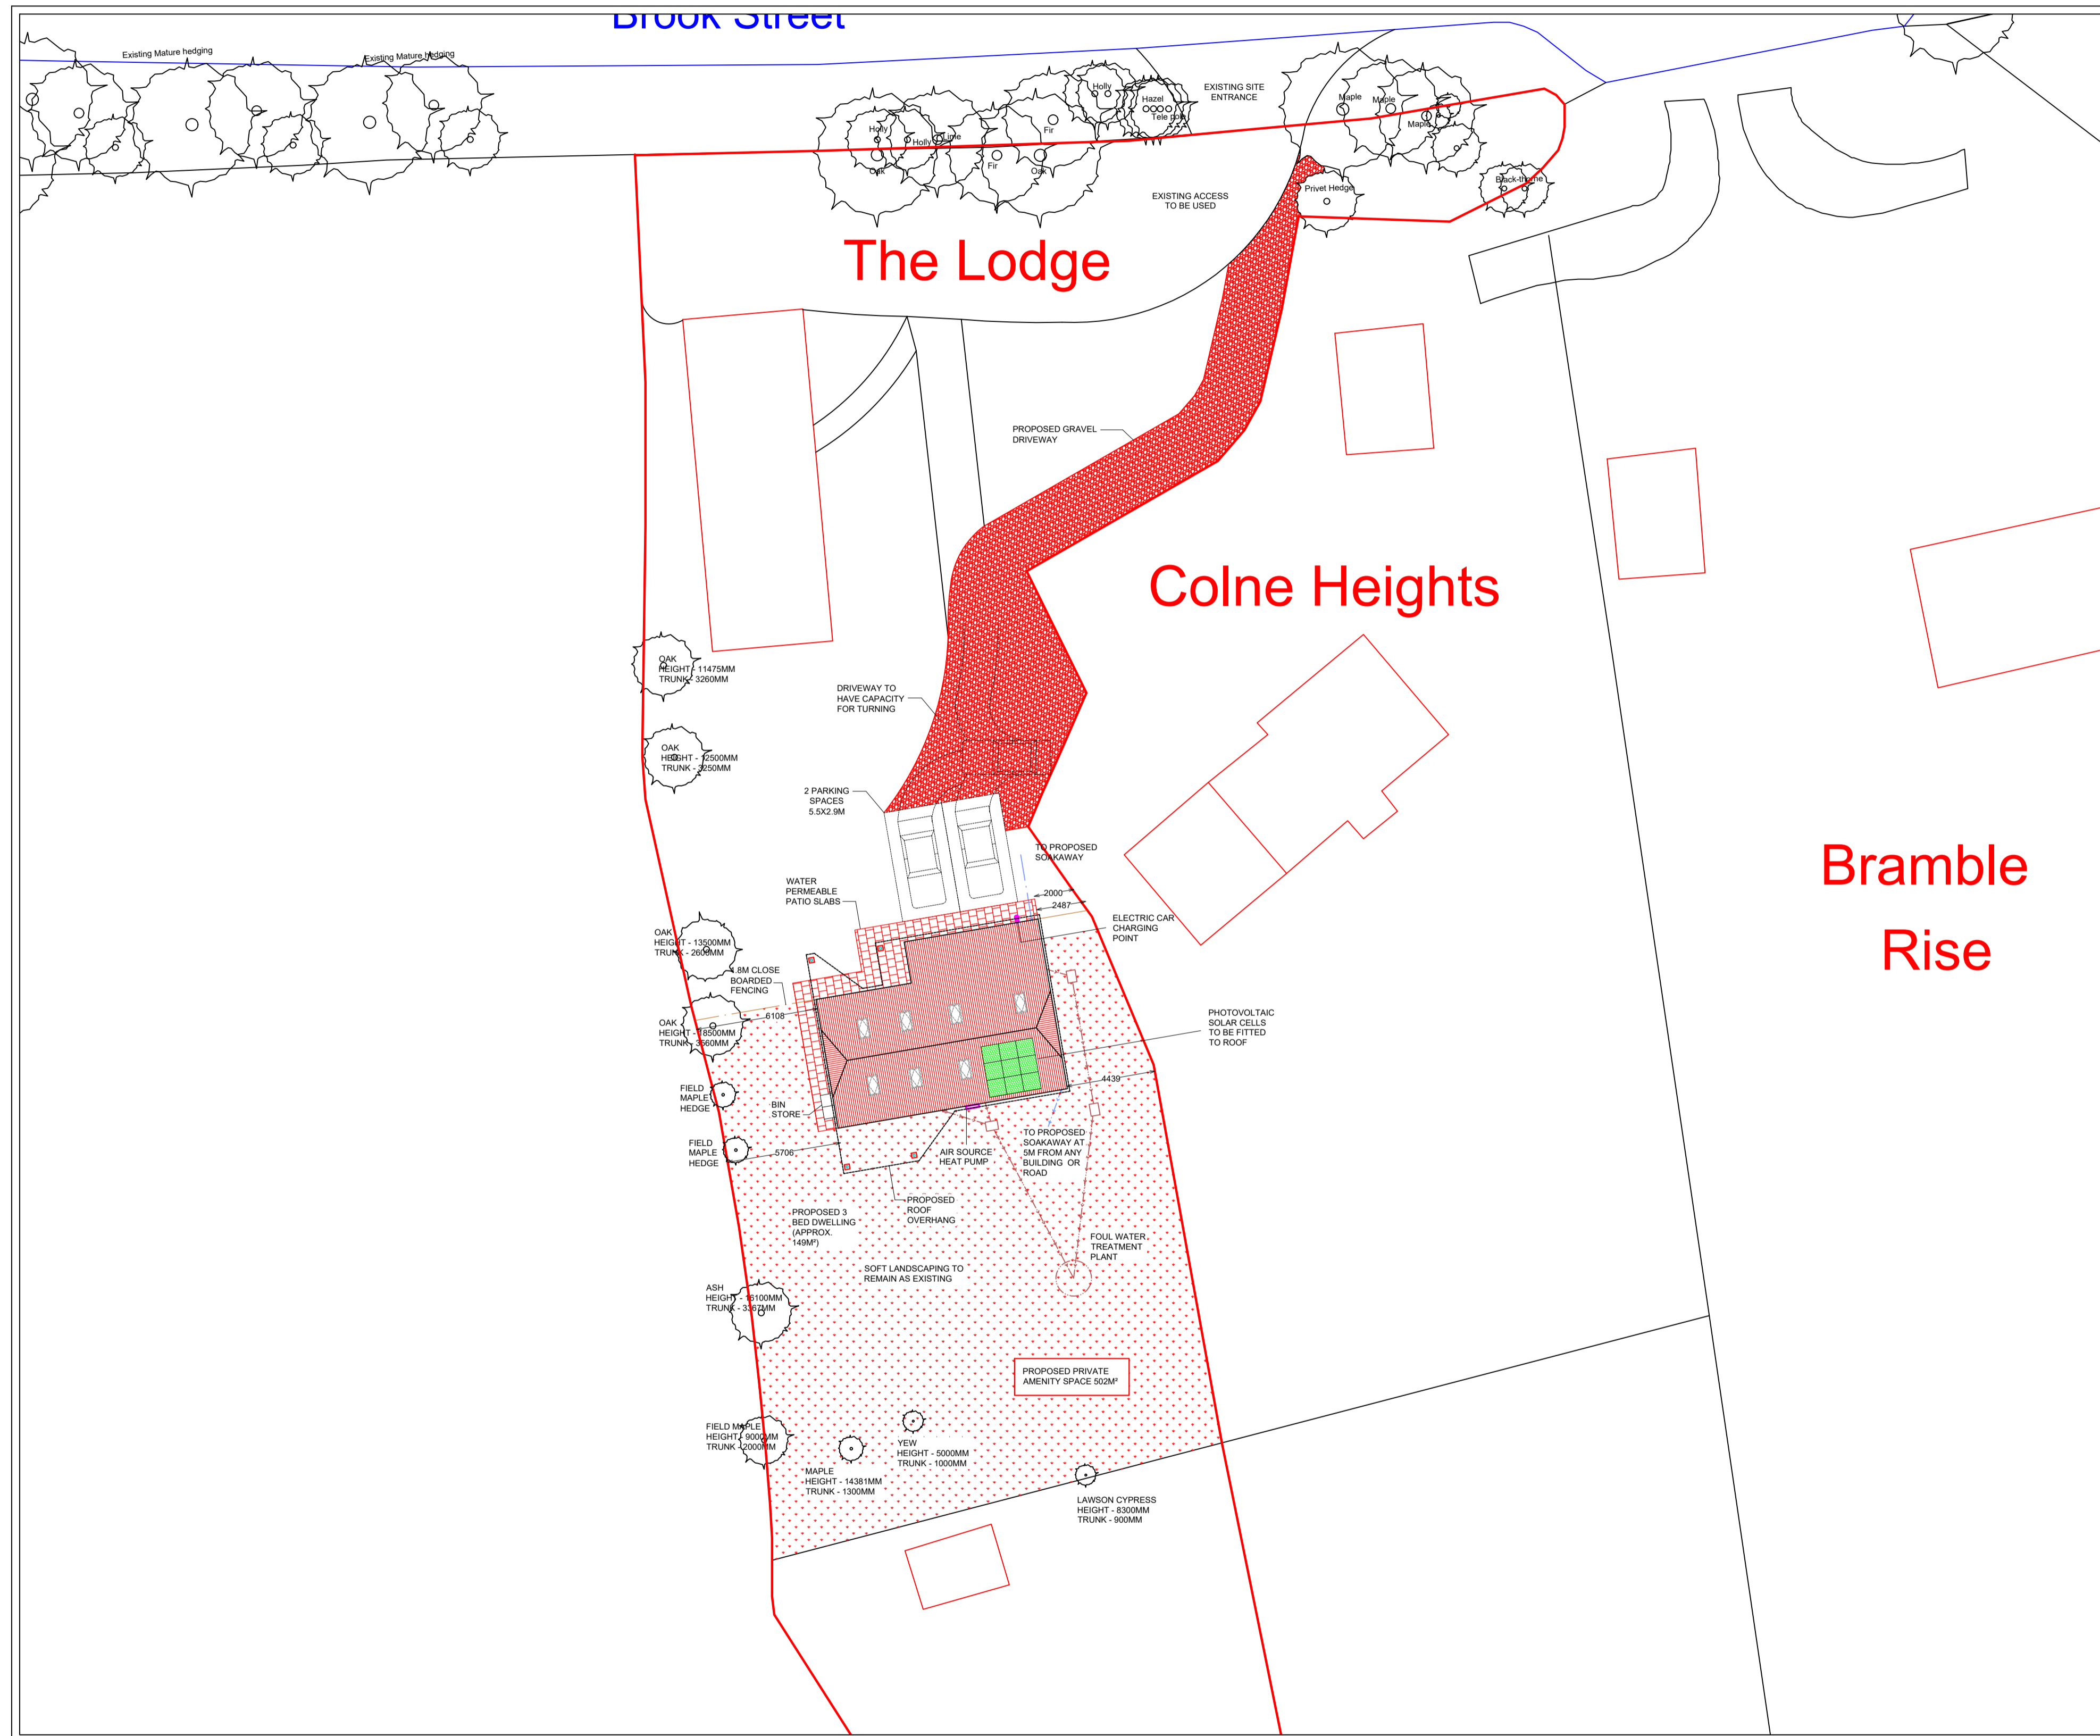 Brook Street
Existing Mature hedging
Existing Mature hedging
Holly
Holly
Lime
Oak
Fir
Fir
Oak
Holly
Hazel
Tele pole
EXISTING SITE
ENTRANCE
Maple
Maple
Maple
Privet Hedge
Black-thorne
EXISTING ACCESS
TO BE USED
The Lodge
PROPOSED GRAVEL
DRIVEWAY
Colne Heights
OAK
HEIGHT - 11475MM
TRUNK - 3260MM
DRIVEWAY TO
HAVE CAPACITY
FOR TURNING
OAK
HEIGHT - 12500MM
TRUNK - 3250MM
2 PARKING
SPACES
5.5X2.9M
TO PROPOSED
SOAKAWAY
Bramble
Rise
WATER
PERMEABLE
PATIO SLABS
2000
2487
ELECTRIC CAR
CHARGING
POINT
OAK
HEIGHT - 13500MM
TRUNK - 2600MM
1.8M CLOSE
BOARDED
FENCING
6108
OAK
HEIGHT - 18500MM
TRUNK - 3560MM
PHOTOVOLTAIC
SOLAR CELLS
TO BE FITTED
TO ROOF
4439
FIELD
MAPLE
HEDGE
BIN
STORE
FIELD
MAPLE
HEDGE
5706
AIR SOURCE
HEAT PUMP
TO PROPOSED
SOAKAWAY AT
5M FROM ANY
BUILDING OR
ROAD
PROPOSED
ROOF
OVERHANG
PROPOSED 3
BED DWELLING
(APPROX.
149M²)
FOUL WATER
TREATMENT
PLANT
SOFT LANDSCAPING TO
REMAIN AS EXISTING
ASH
HEIGHT - 16100MM
TRUNK - 3367MM
PROPOSED PRIVATE
AMENITY SPACE 502M²
FIELD MAPLE
HEIGHT - 9000MM
TRUNK - 2000MM
YEW
HEIGHT - 5000MM
TRUNK - 1000MM
MAPLE
HEIGHT - 14381MM
TRUNK - 1300MM
LAWSON CYPRESS
HEIGHT - 8300MM
TRUNK - 900MM